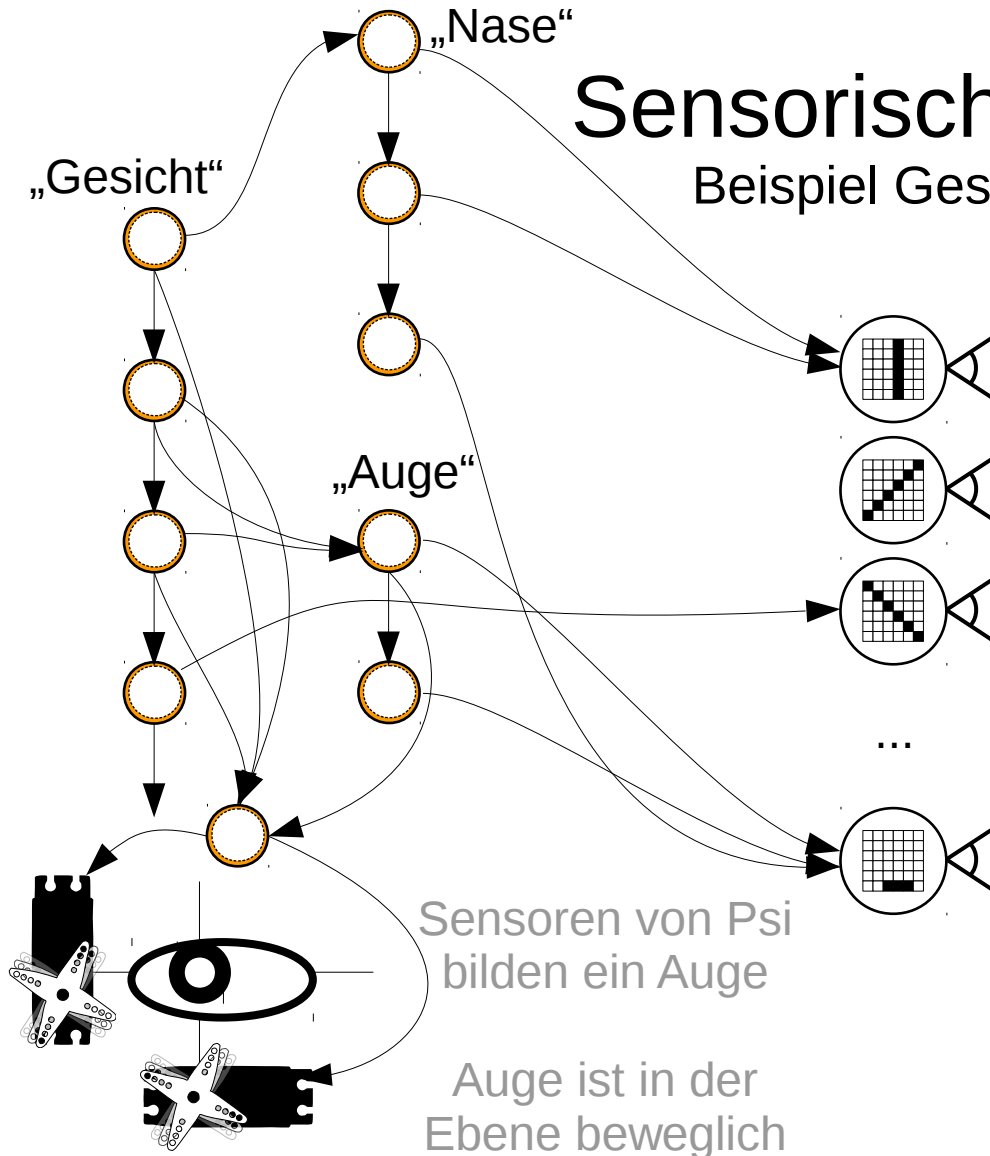 „Nase“
Sensorisch
Beispiel Ges
„Gesicht“
„Auge“
...
Sensoren von Psi
bilden ein Auge
Auge ist in der
Ebene beweglich